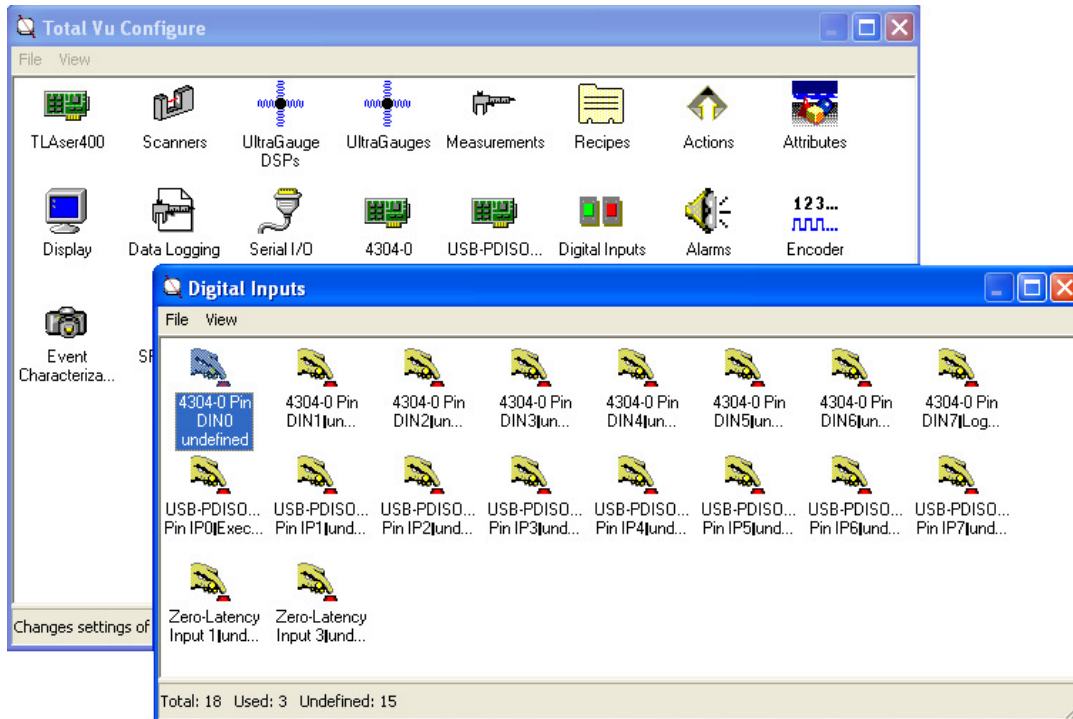 Total Vu Configure
File View
TLAser400 Scanners UltraGauge DSPs UltraGauges Measurements Recipes Actions Attributes
Display Data Logging Serial I/O 4304-0 USB-PDISO... Digital Inputs Alarms 123... Encoder
Event Characteriza...
Changes settings of
Digital Inputs
File View
4304-0 Pin DIN0 undefined
4304-0 Pin DIN1|un...
4304-0 Pin DIN2|un...
4304-0 Pin DIN3|un...
4304-0 Pin DIN4|un...
4304-0 Pin DIN5|un...
4304-0 Pin DIN6|un...
4304-0 Pin DIN7|Log...
USB-PDISO... Pin IP0|Exec...
USB-PDISO... Pin IP1|und...
USB-PDISO... Pin IP2|und...
USB-PDISO... Pin IP3|und...
USB-PDISO... Pin IP4|und...
USB-PDISO... Pin IP5|und...
USB-PDISO... Pin IP6|und...
USB-PDISO... Pin IP7|und...
Zero-Latency Input 1|und...
Zero-Latency Input 3|und...
Total: 18 Used: 3 Undefined: 15